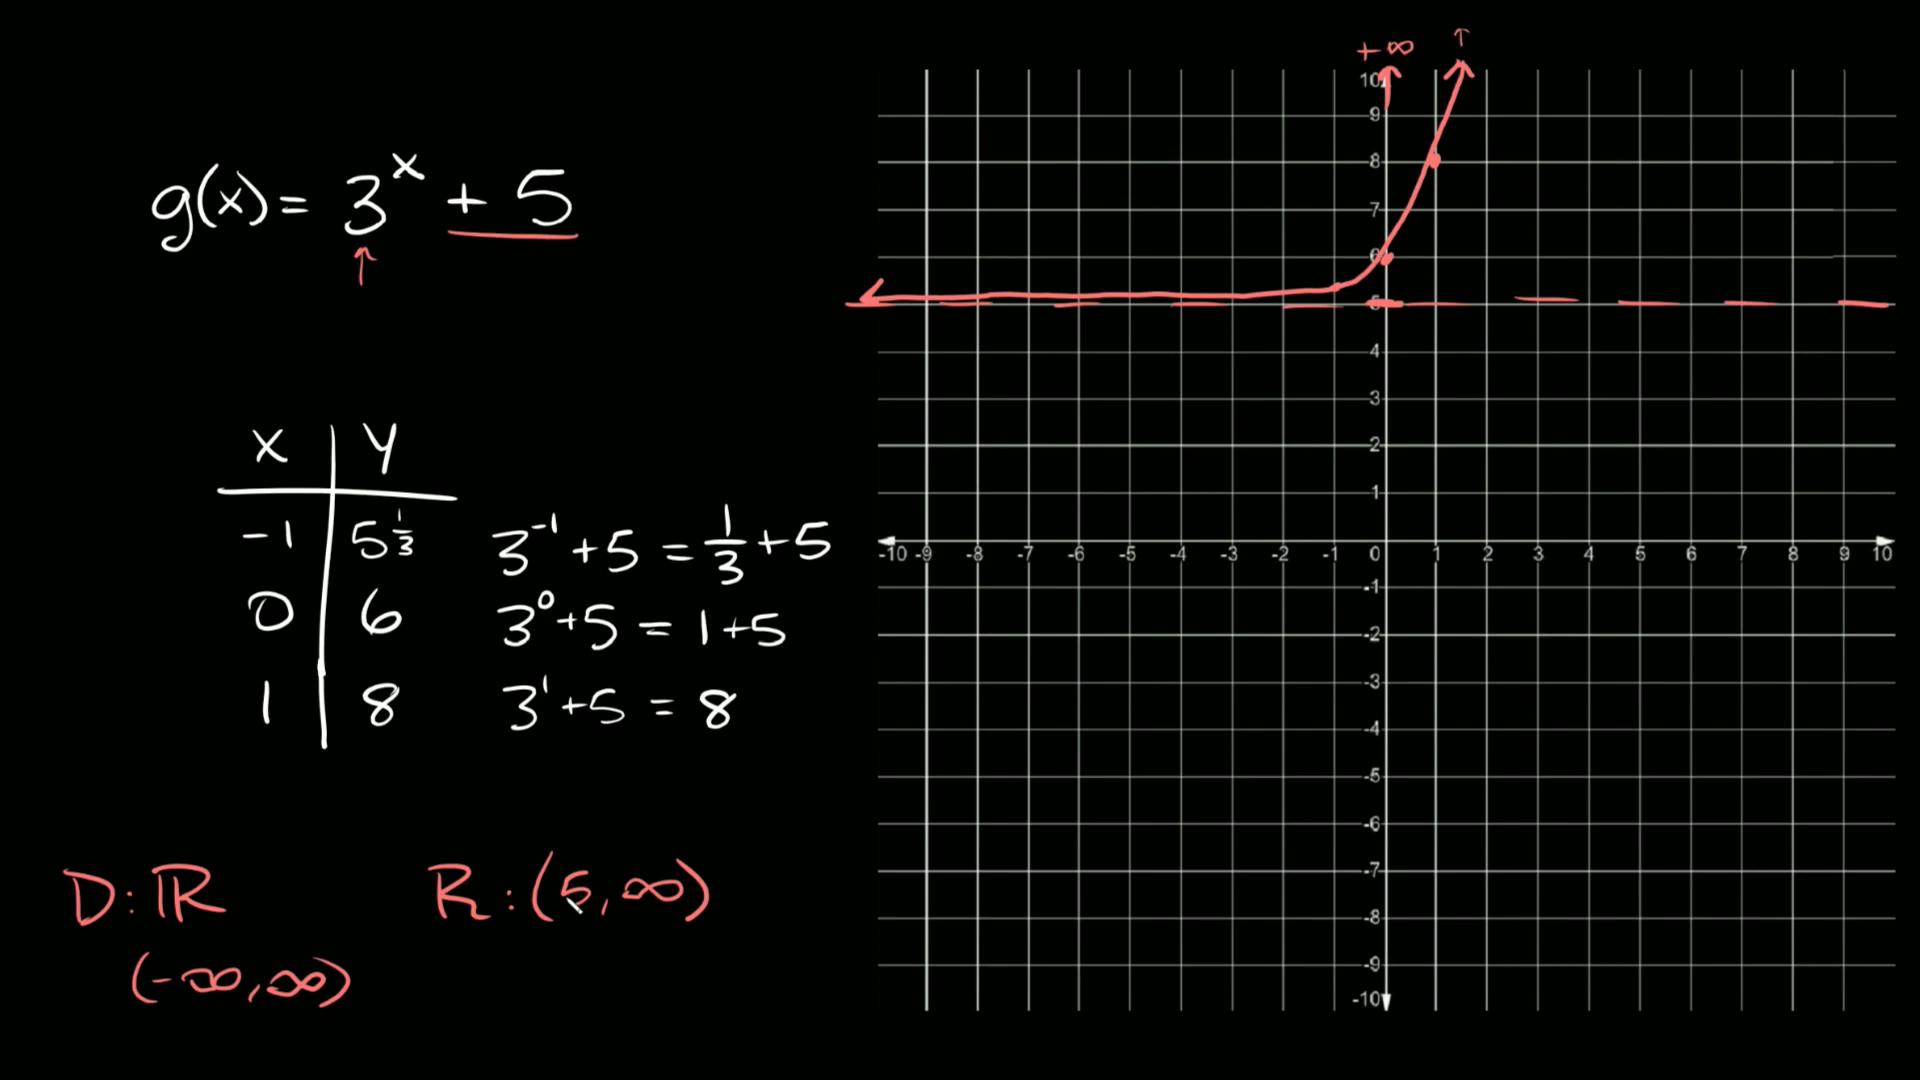 g(x) = 3^x + 5
↑
x | y
-1 | 5 1/3
3^-1 + 5 = 1/3 + 5
0 | 6
3^0 + 5 = 1 + 5
1 | 8
3^1 + 5 = 8
D: ℝ
(-∞, ∞)
R: (5, ∞)
+∞ ↑
10
9
8
7
6
5
4
3
2
1
-10 -9 -8 -7 -6 -5 -4 -3 -2 -1 0 1 2 3 4 5 6 7 8 9 10
-1
-2
-3
-4
-5
-6
-7
-8
-9
-10